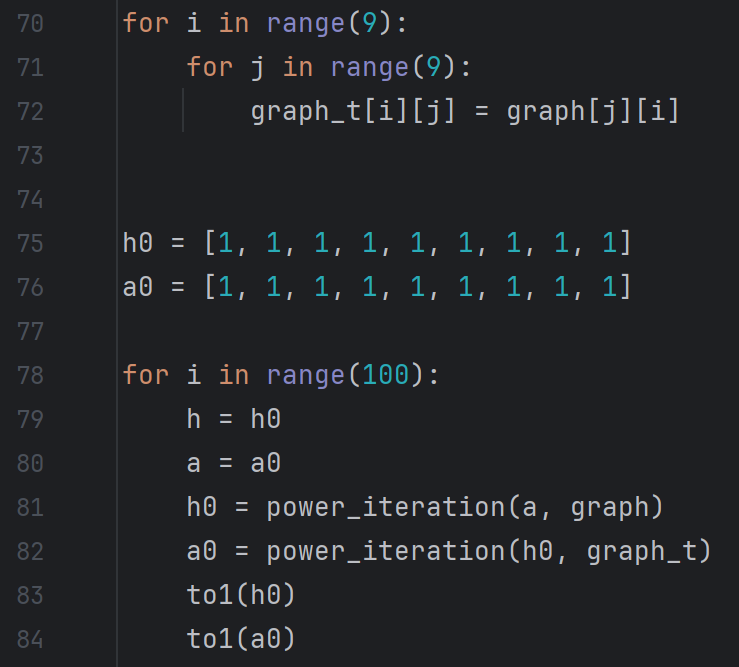 70 for i in range(9):
71     for j in range(9):
72         graph_t[i][j] = graph[j][i]
73
74
75 h0 = [1, 1, 1, 1, 1, 1, 1, 1, 1]
76 a0 = [1, 1, 1, 1, 1, 1, 1, 1, 1]
77
78 for i in range(100):
79     h = h0
80     a = a0
81     h0 = power_iteration(a, graph)
82     a0 = power_iteration(h0, graph_t)
83     to1(h0)
84     to1(a0)